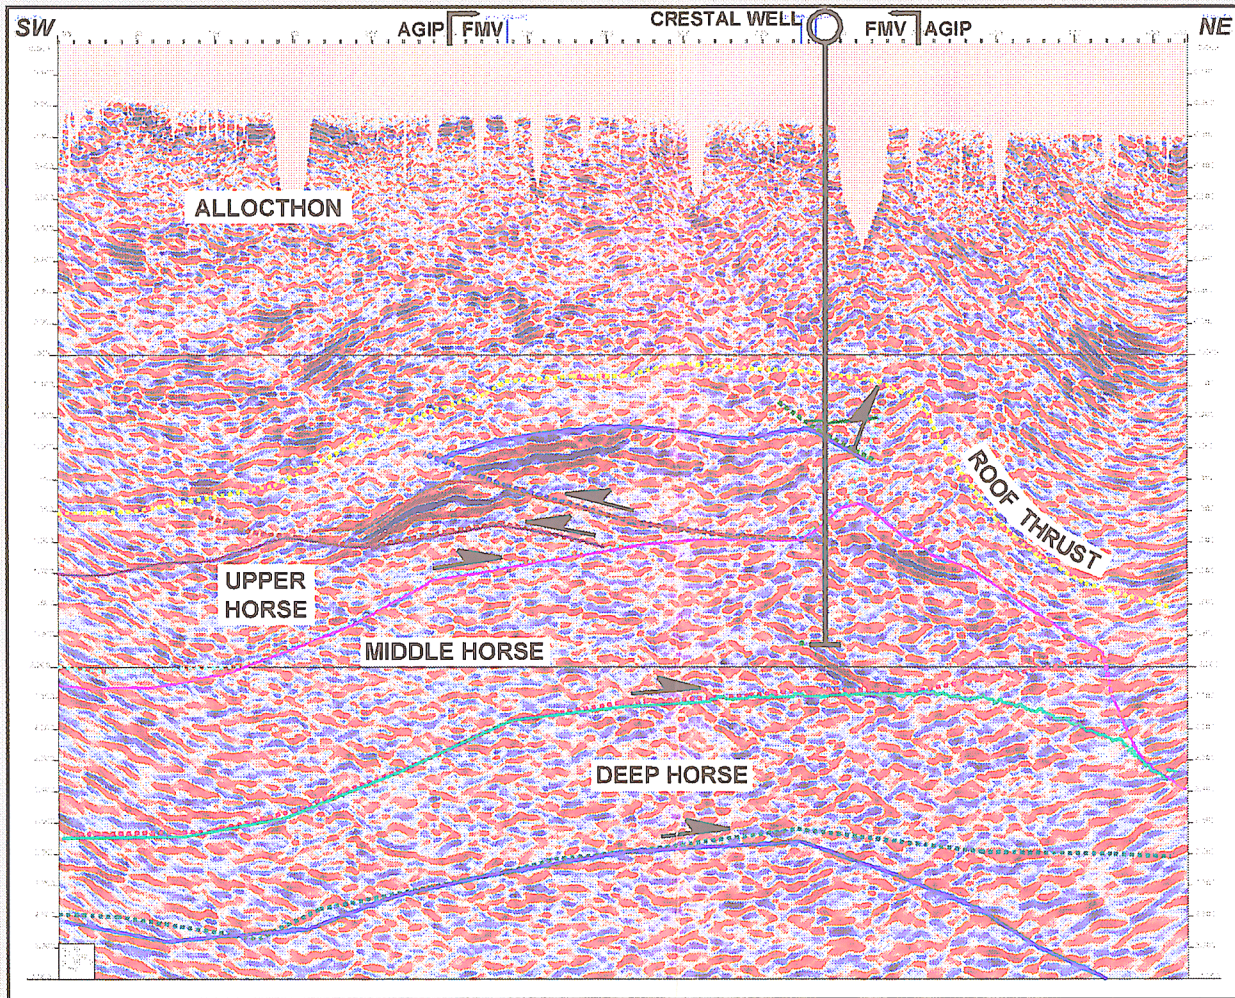 SW
AGIP FMV
CRESTAL WELL
FMV AGIP
NE
ALLOCTHON
ROOF THRUST
UPPER
HORSE
MIDDLE HORSE
DEEP HORSE